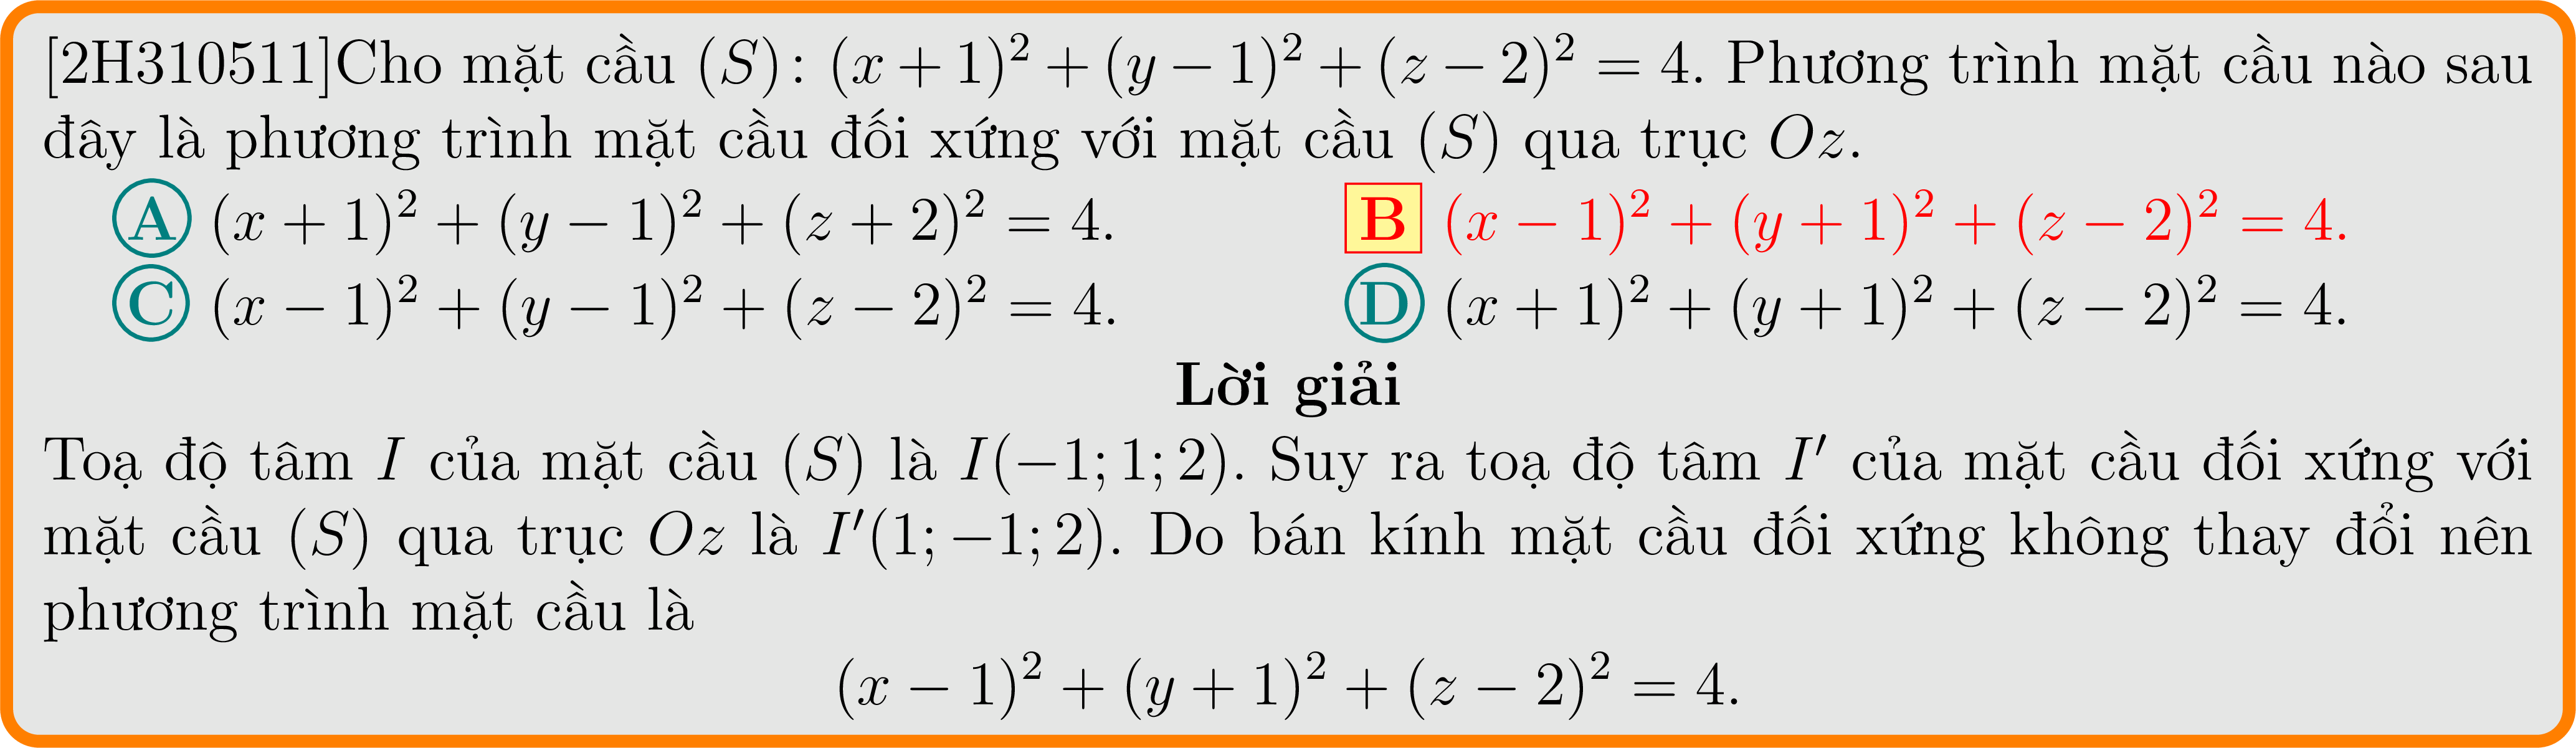 [2H310511]Cho mặt cầu (S): (x + 1)² + (y − 1)² + (z − 2)² = 4. Phương trình mặt cầu nào sau
đây là phương trình mặt cầu đối xứng với mặt cầu (S) qua trục Oz.
A (x + 1)² + (y − 1)² + (z + 2)² = 4. B (x − 1)² + (y + 1)² + (z − 2)² = 4.
C (x − 1)² + (y − 1)² + (z − 2)² = 4. D (x + 1)² + (y + 1)² + (z − 2)² = 4.
Lời giải
Toạ độ tâm I của mặt cầu (S) là I(−1; 1; 2). Suy ra toạ độ tâm I′ của mặt cầu đối xứng với
mặt cầu (S) qua trục Oz là I′(1; −1; 2). Do bán kính mặt cầu đối xứng không thay đổi nên
phương trình mặt cầu là
(x − 1)² + (y + 1)² + (z − 2)² = 4.